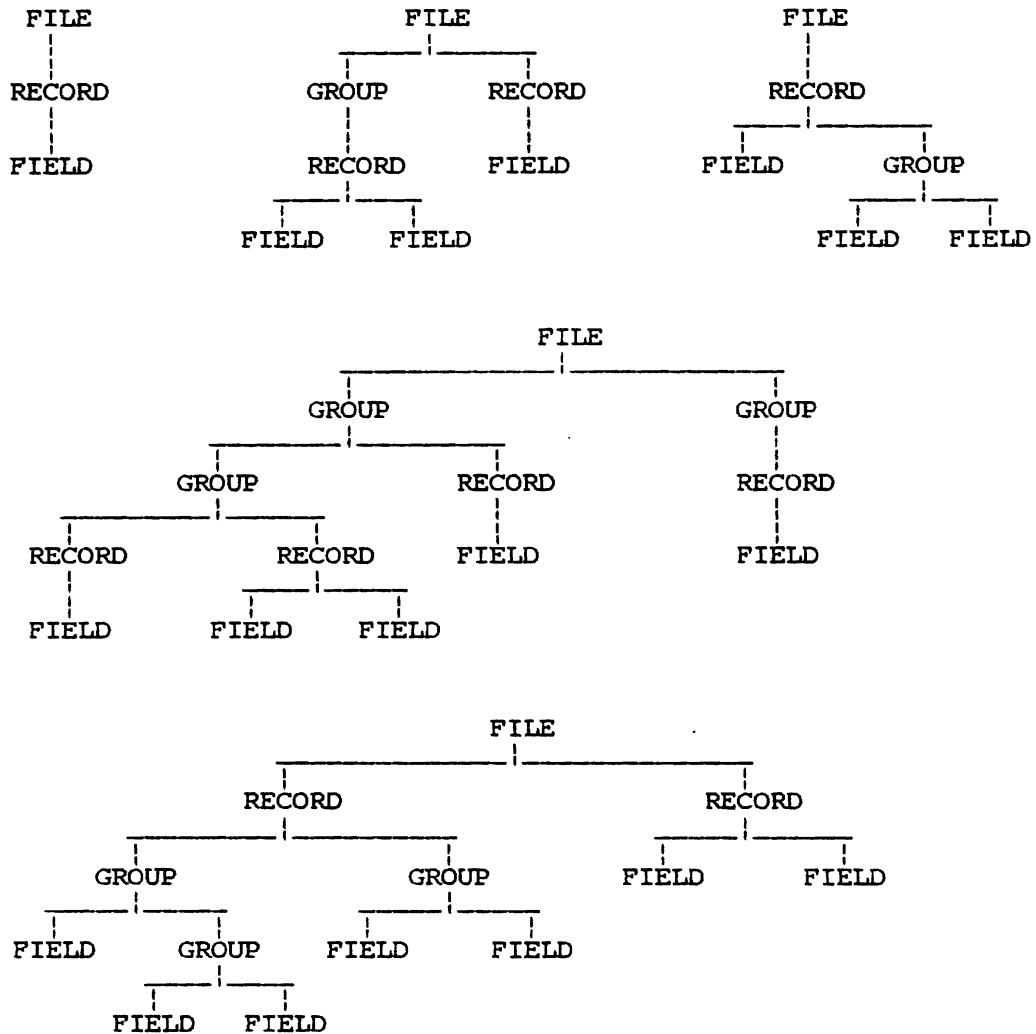 FILE FILE FILE
RECORD GROUP RECORD RECORD
FIELD RECORD FIELD FIELD GROUP
FIELD FIELD FIELD FIELD
FILE
GROUP GROUP
GROUP RECORD RECORD
RECORD RECORD FIELD FIELD
FIELD FIELD FIELD
FILE
RECORD RECORD
GROUP GROUP FIELD FIELD
FIELD GROUP FIELD FIELD
FIELD FIELD